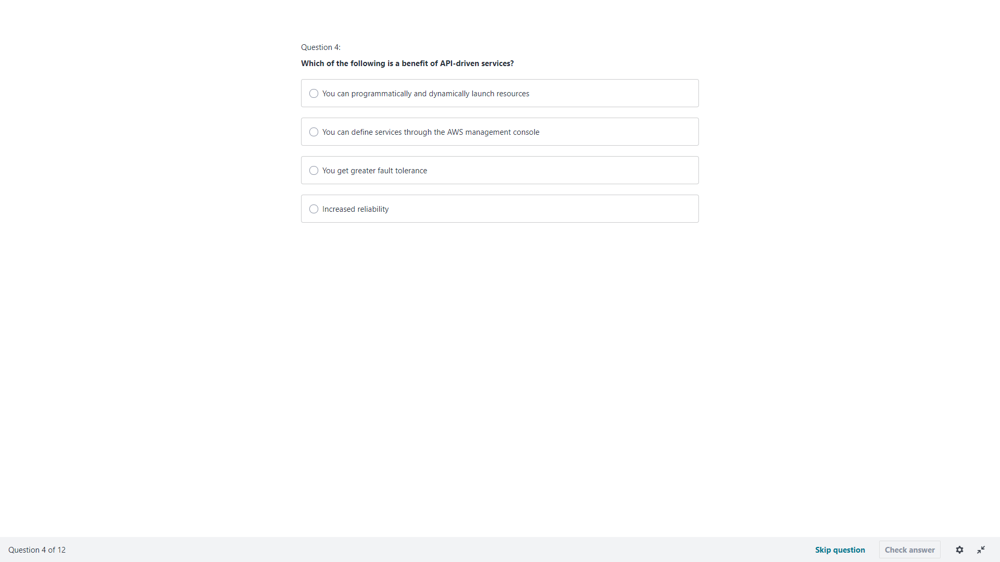 Question 4:
Which of the following is a benefit of API-driven services?
You can programmatically and dynamically launch resources
You can define services through the AWS management console
You get greater fault tolerance
Increased reliability
Question 4 of 12
Skip question
Check answer